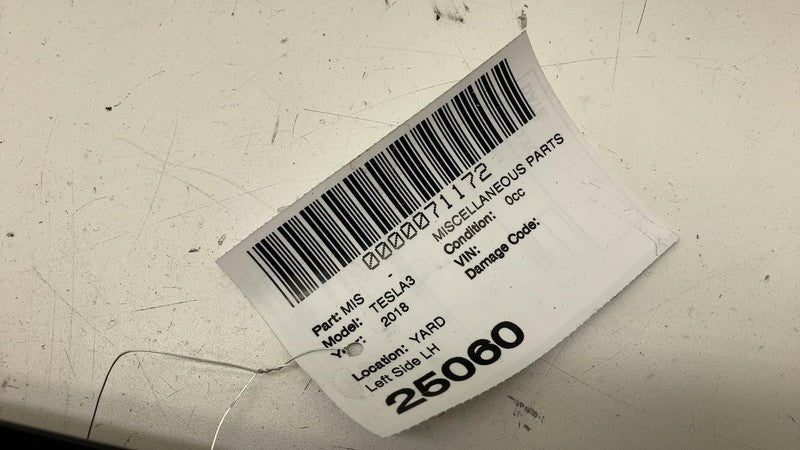 0000071172
Part: MIS - MISCELLANEOUS PARTS
Model: TESLA3 Condition: 0cc
Year: 2018 VIN:
Damage Code:
Location: YARD
Left Side LH
25060